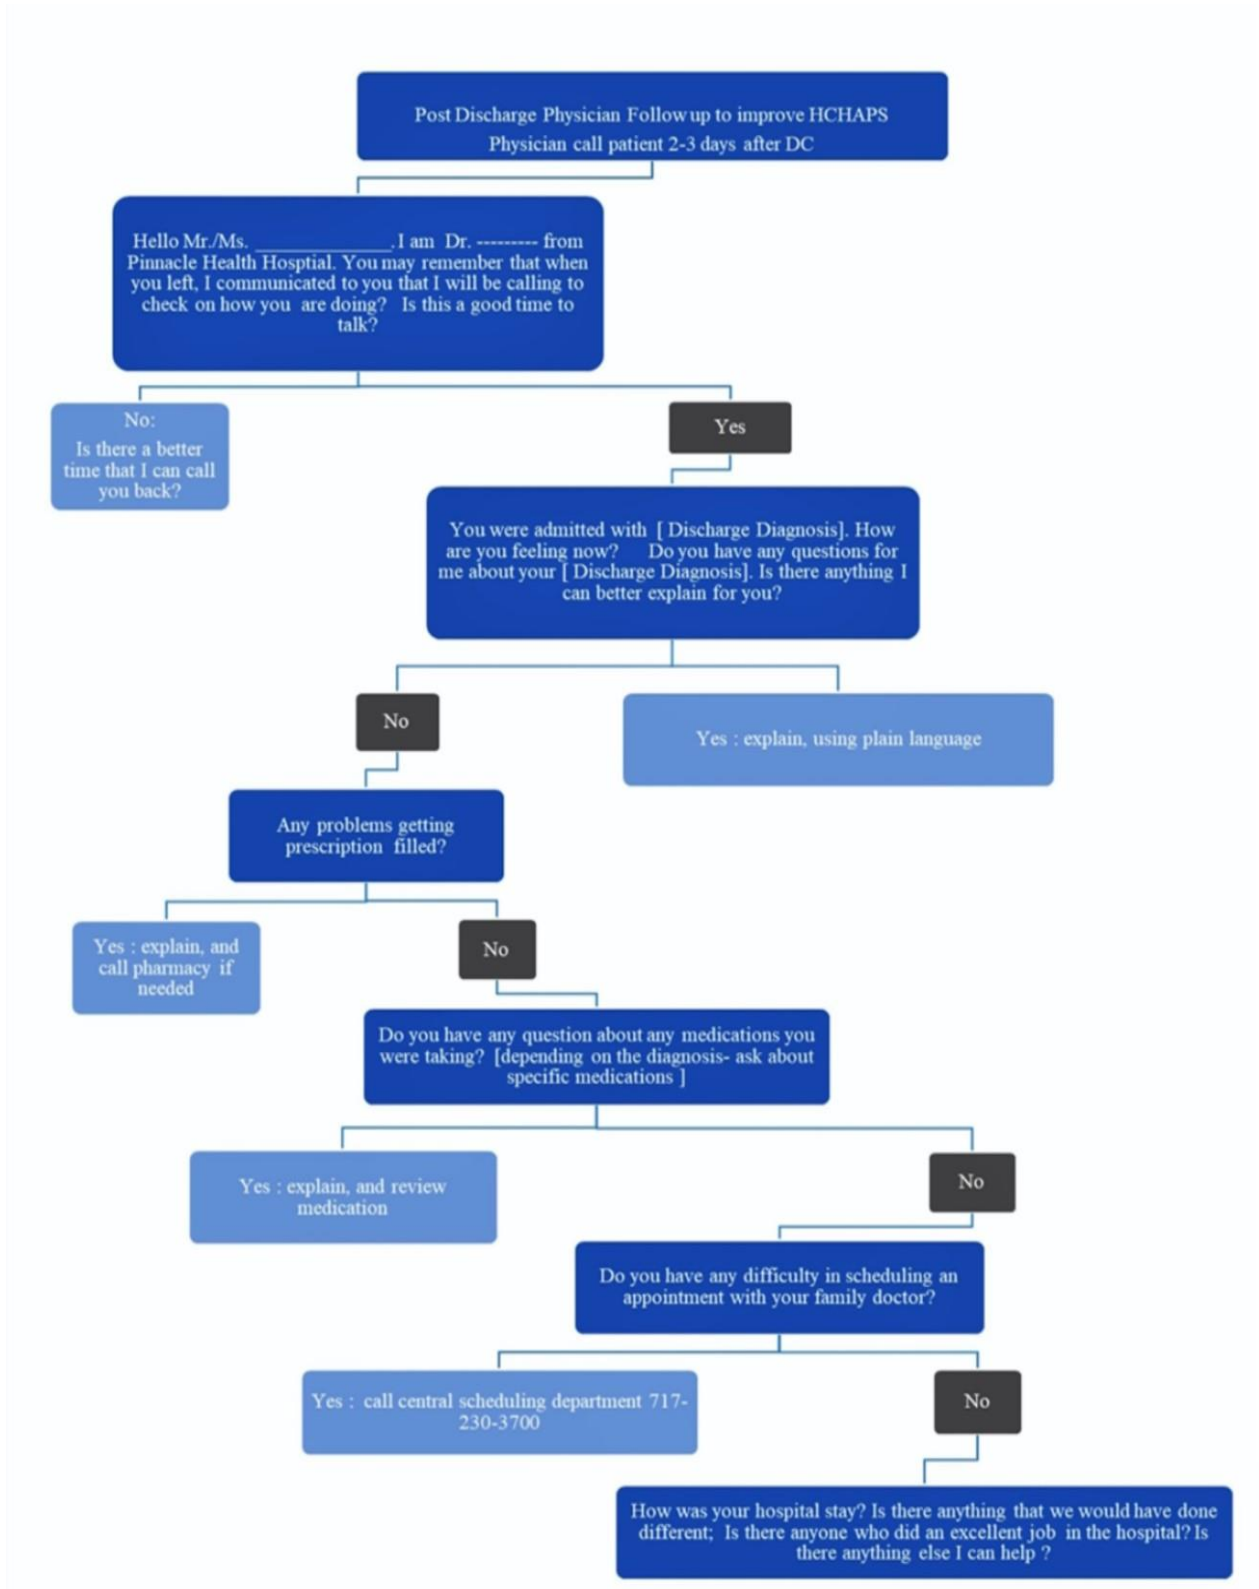 Post Discharge Physician Follow up to improve HCHAPS
Physician call patient 2-3 days after DC
Hello Mr./Ms. ______________. I am Dr. --------- from
Pinnacle Health Hosptial. You may remember that when
you left, I communicated to you that I will be calling to
check on how you are doing? Is this a good time to
talk?
No:
Is there a better
time that I can call
you back?
Yes
You were admitted with [ Discharge Diagnosis]. How
are you feeling now? Do you have any questions for
me about your [ Discharge Diagnosis]. Is there anything I
can better explain for you?
No
Yes : explain, using plain language
Any problems getting
prescription filled?
Yes : explain, and
call pharmacy if
needed
No
Do you have any question about any medications you
were taking? [depending on the diagnosis- ask about
specific medications ]
Yes : explain, and review
medication
No
Do you have any difficulty in scheduling an
appointment with your family doctor?
Yes : call central scheduling department 717-
230-3700
No
How was your hospital stay? Is there anything that we would have done
different; Is there anyone who did an excellent job in the hospital? Is
there anything else I can help ?